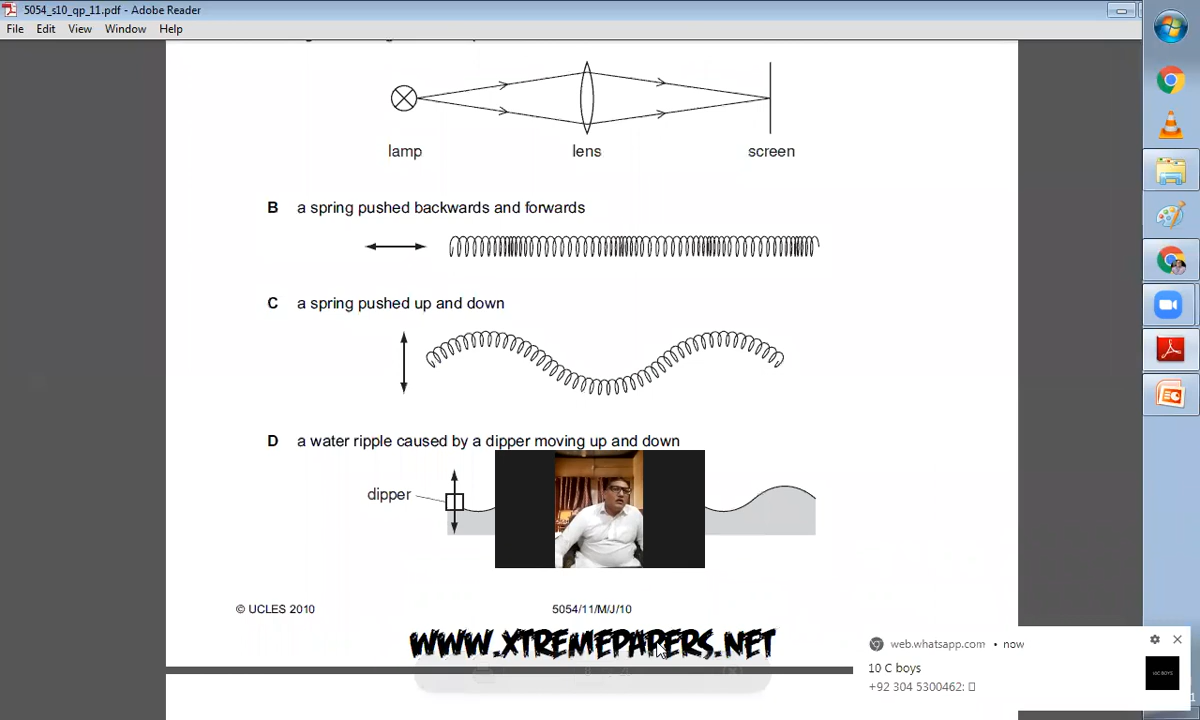 5054_s10_qp_11.pdf - Adobe Reader
File Edit View Window Help
lamp lens screen
B a spring pushed backwards and forwards
C a spring pushed up and down
D a water ripple caused by a dipper moving up and down
dipper
© UCLES 2010 5054/11/M/J/10
WWW.XTREMEPAPERS.NET
web.whatsapp.com • now
10 C boys
+92 304 5300462:
10C BOYS